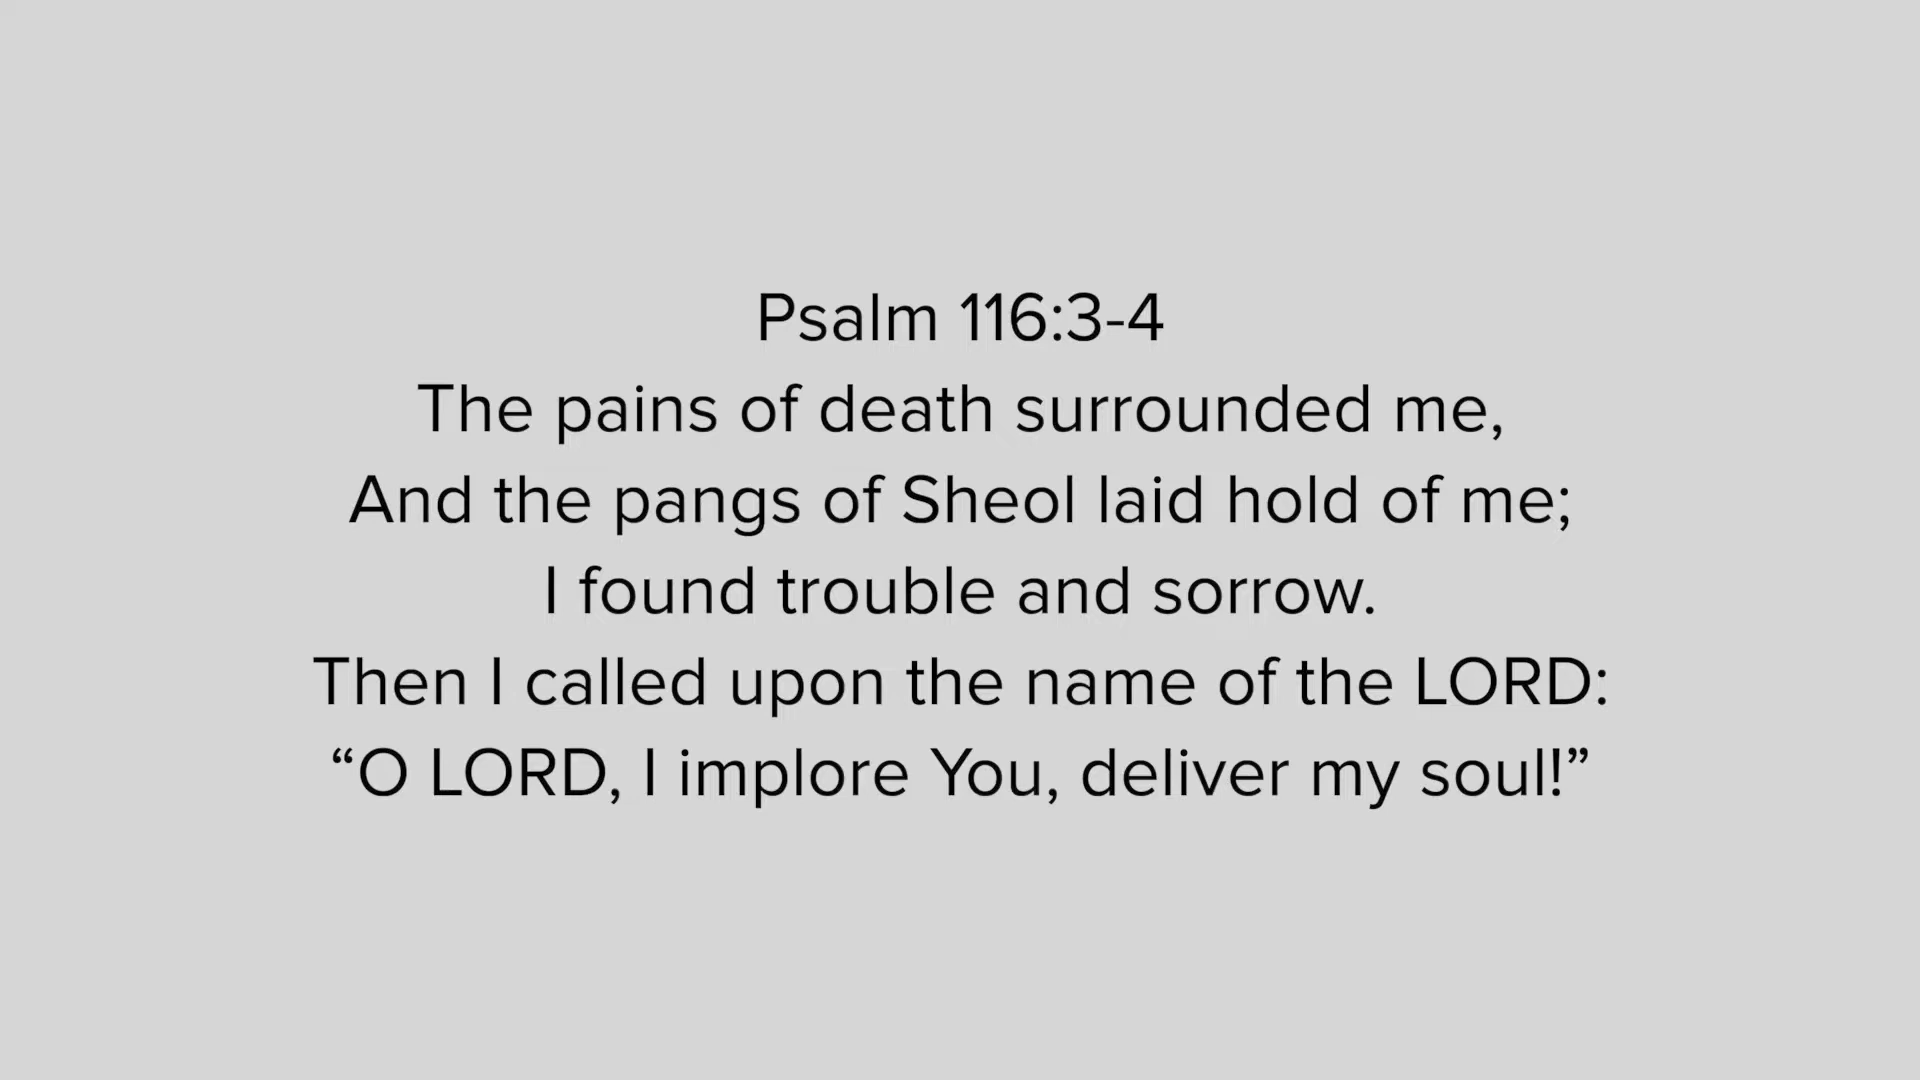 Psalm 116:3-4
The pains of death surrounded me,
And the pangs of Sheol laid hold of me;
I found trouble and sorrow.
Then I called upon the name of the LORD:
“O LORD, I implore You, deliver my soul!”